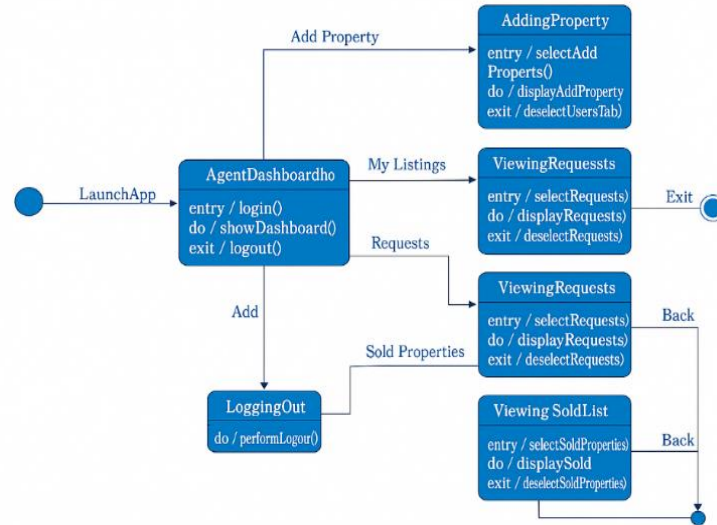 AddingProperty
entry / selectAdd
Properts()
do / displayAddProperty
exit / deselectUsersTab)
Add Property
LaunchApp
AgentDashboardho
entry / login()
do / showDashboard()
exit / logout()
My Listings
ViewingRequessts
entry / selectRequests)
do / displayRequests)
exit / deselectRequests)
Exit
Requests
ViewingRequests
entry / selectRequests)
do / displayRequests)
exit / deselectRequests)
Back
Add
Sold Properties
LoggingOut
do / performLogour()
Viewing SoldList
entry / selectSoldProperties)
do / displaySold
exit / deselectSoldProperties)
Back